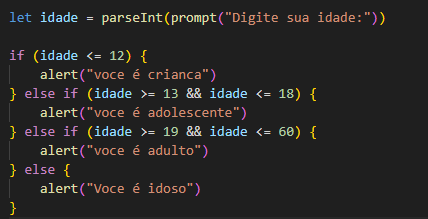 let idade = parseInt(prompt("Digite sua idade:"))
if (idade <= 12) {
alert("voce é crianca")
} else if (idade >= 13 && idade <= 18) {
alert("voce é adolescente")
} else if (idade >= 19 && idade <= 60) {
alert("voce é adulto")
} else {
alert("Voce é idoso")
}